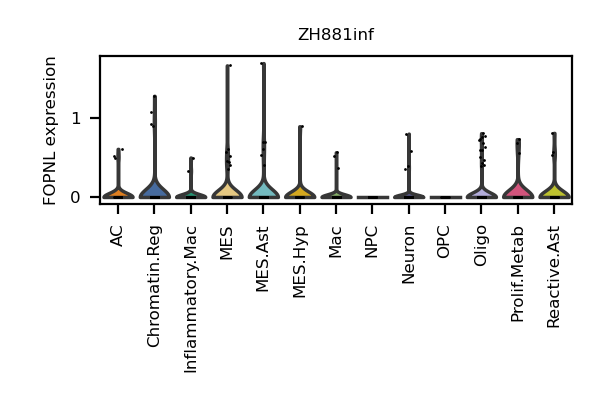 ZH881inf
FOPNL expression
1
0
AC
Chromatin.Reg
Inflammatory.Mac
MES
MES.Ast
MES.Hyp
Mac
NPC
Neuron
OPC
Oligo
Prolif.Metab
Reactive.Ast